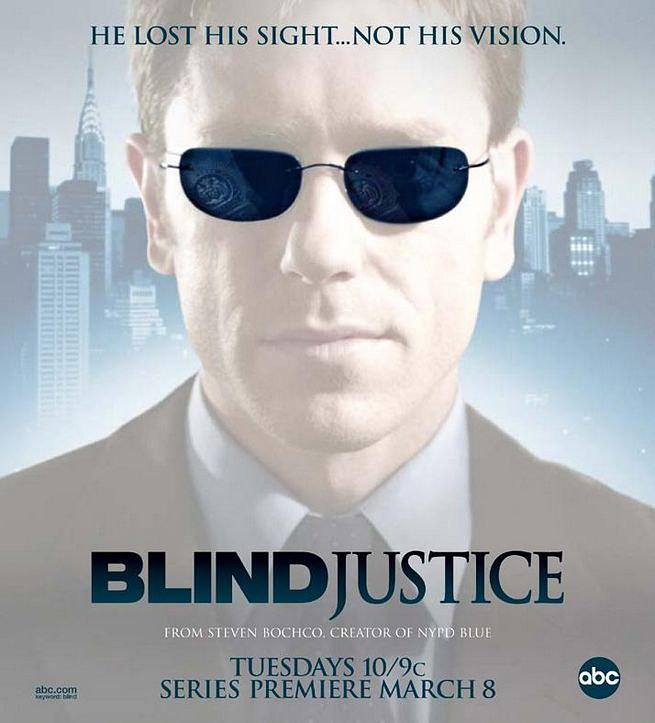 HE LOST HIS SIGHT...NOT HIS VISION.
BLINDJUSTICE
FROM STEVEN BOCHCO, CREATOR OF NYPD BLUE
TUESDAYS 10/9C
SERIES PREMIERE MARCH 8
abc.com
keyword: blind
abc